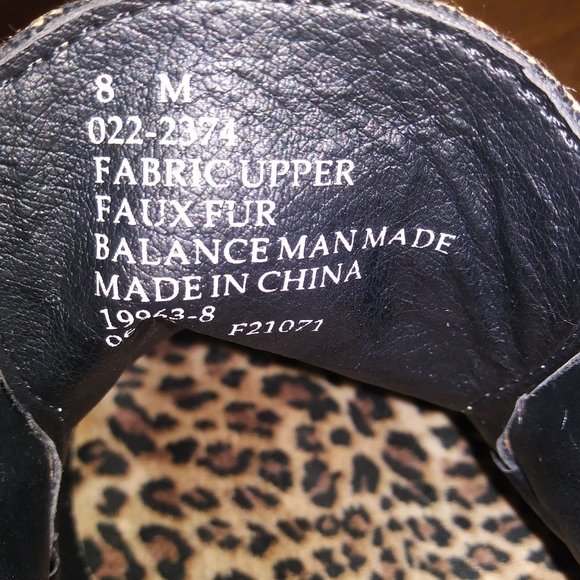 8 M
022-2374
FABRIC UPPER
FAUX FUR
BALANCE MAN MADE
MADE IN CHINA
19963-8
F21071